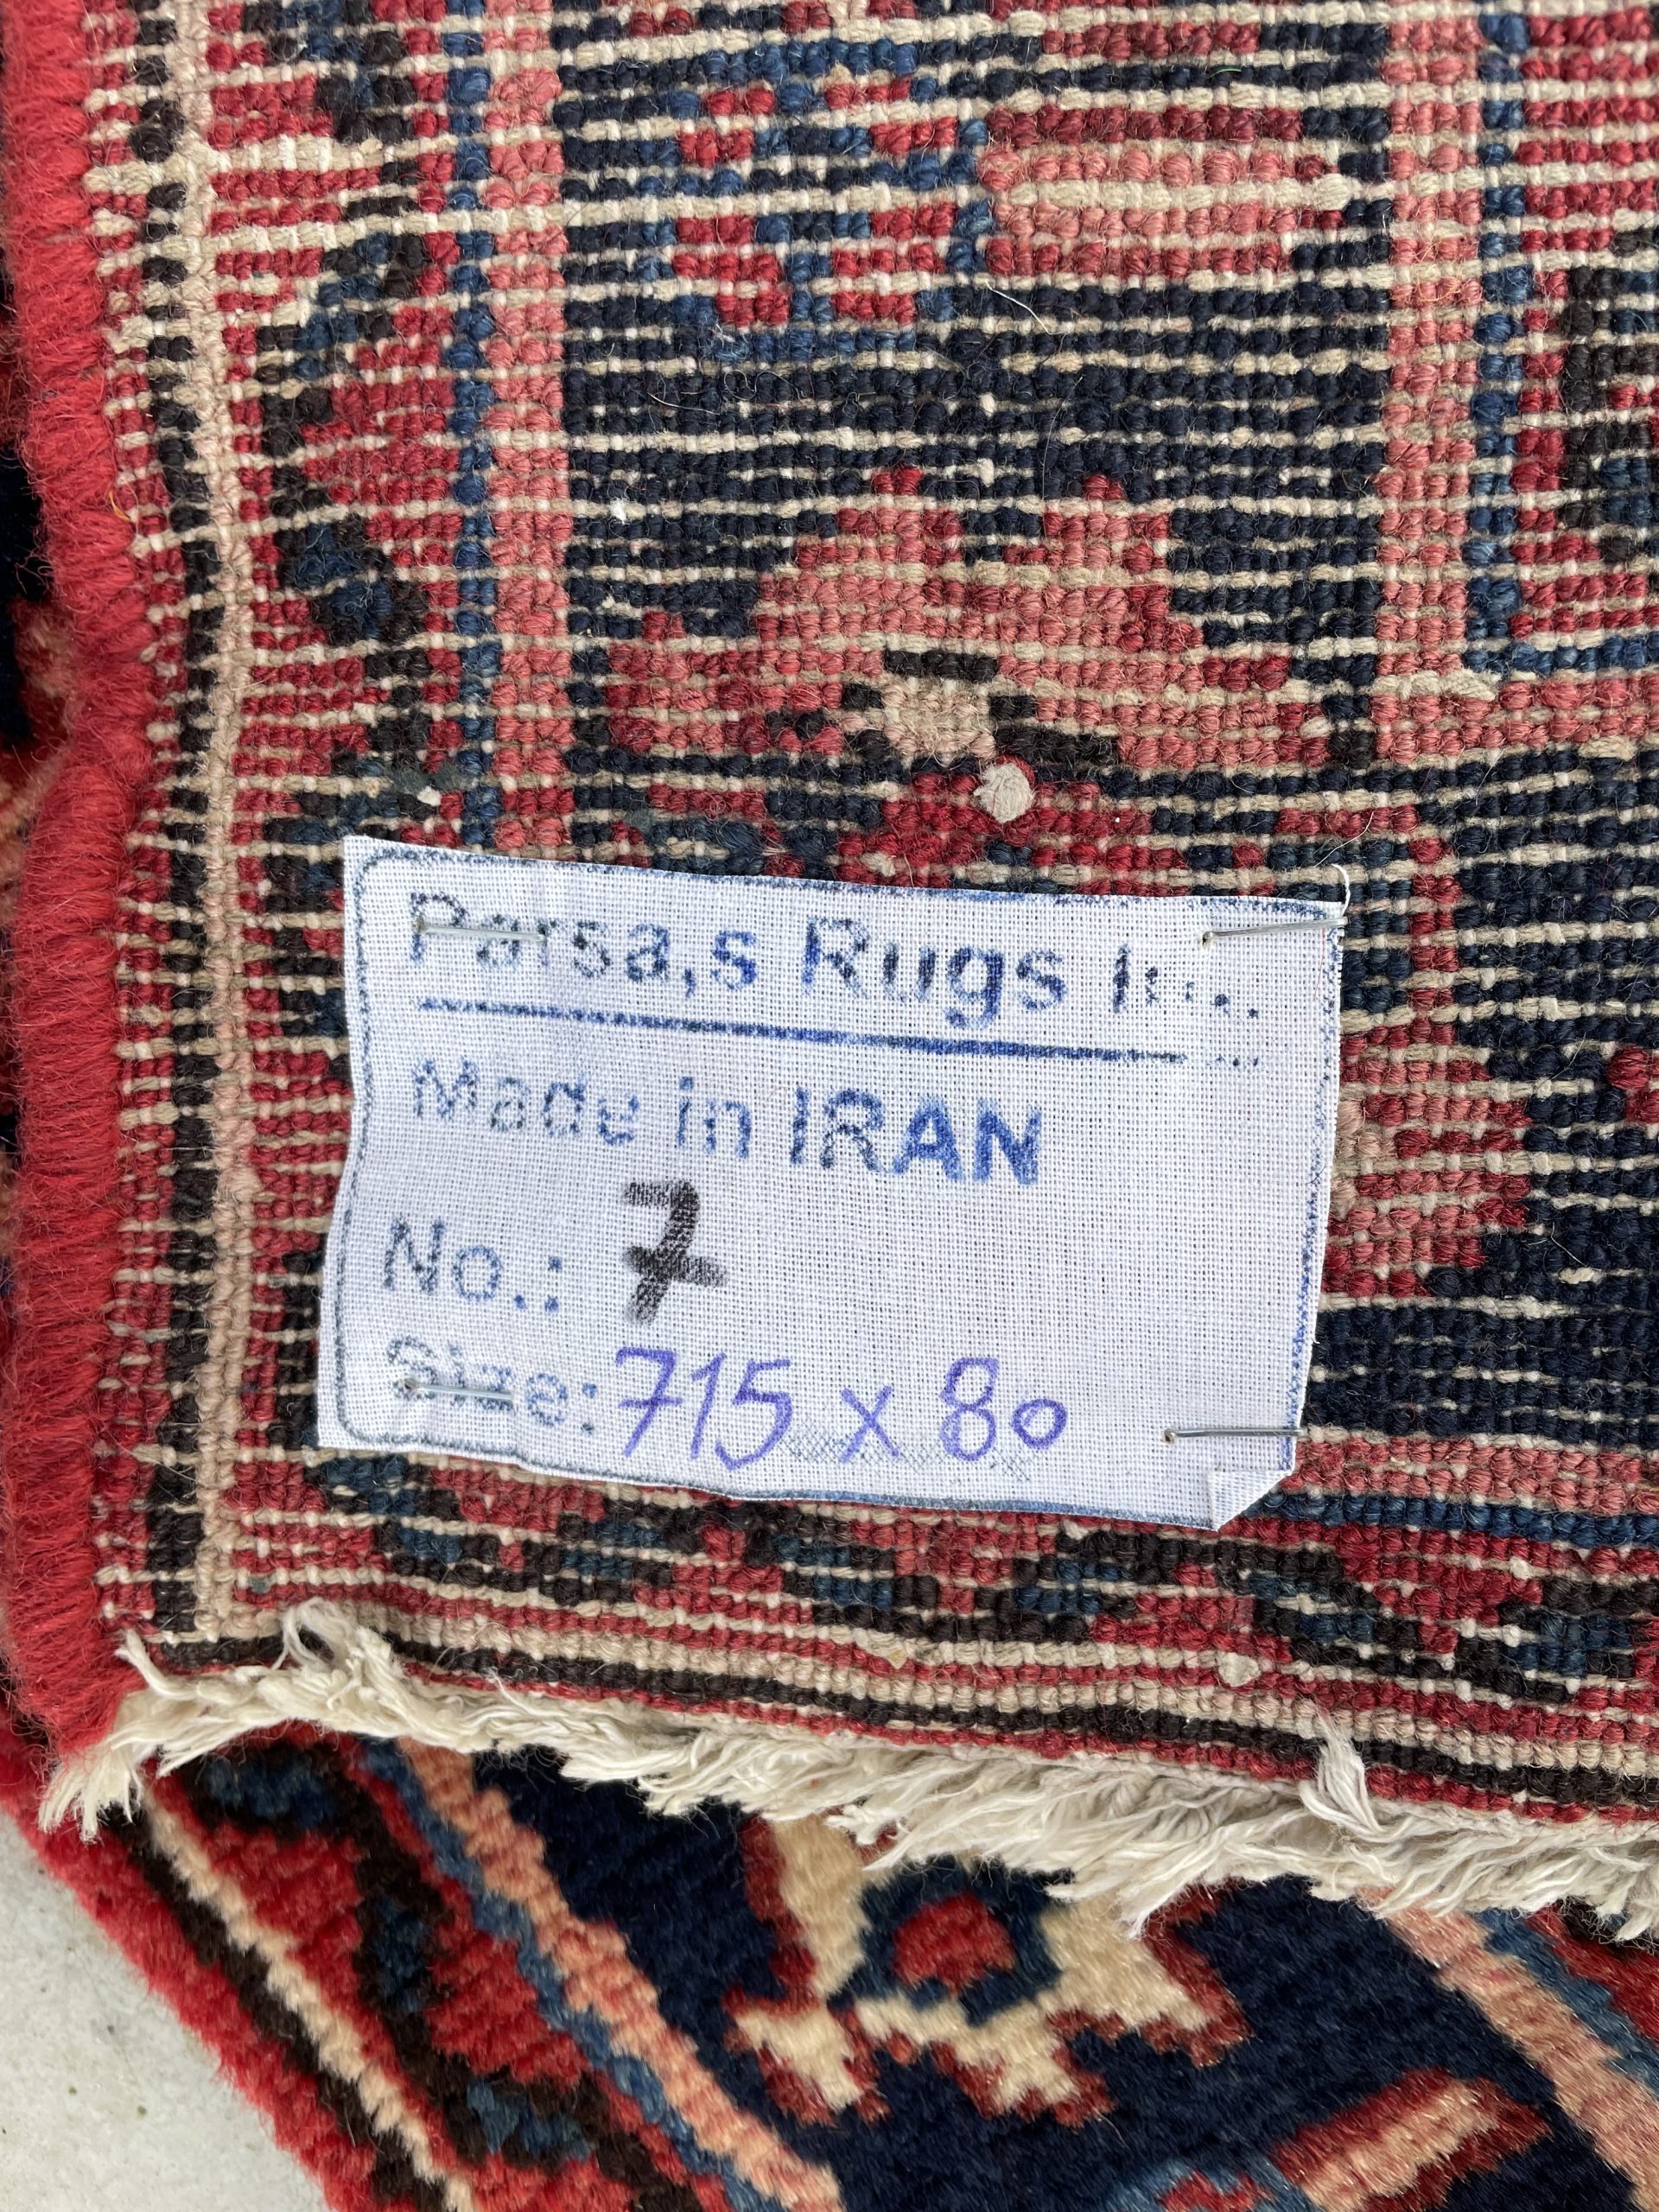 Parsa,s Rugs
Made in IRAN
No.: 7
Size: 715 x 80